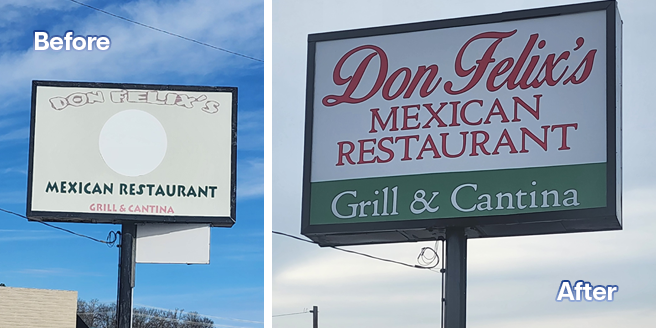 Before
DON FELIX'S
MEXICAN RESTAURANT
GRILL & CANTINA
Don Felix's
MEXICAN
RESTAURANT
Grill & Cantina
After